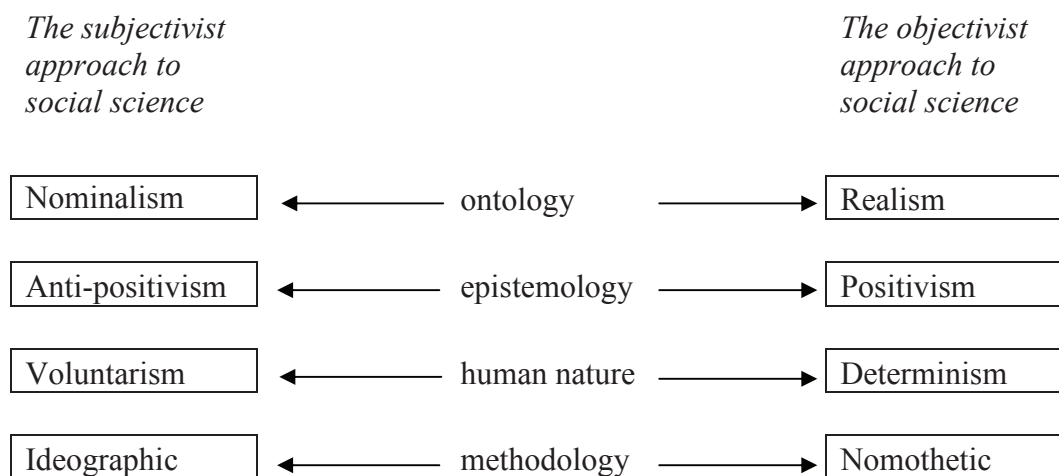 The subjectivist
approach to
social science
The objectivist
approach to
social science
Nominalism ontology Realism
Anti-positivism epistemology Positivism
Voluntarism human nature Determinism
Ideographic methodology Nomothetic